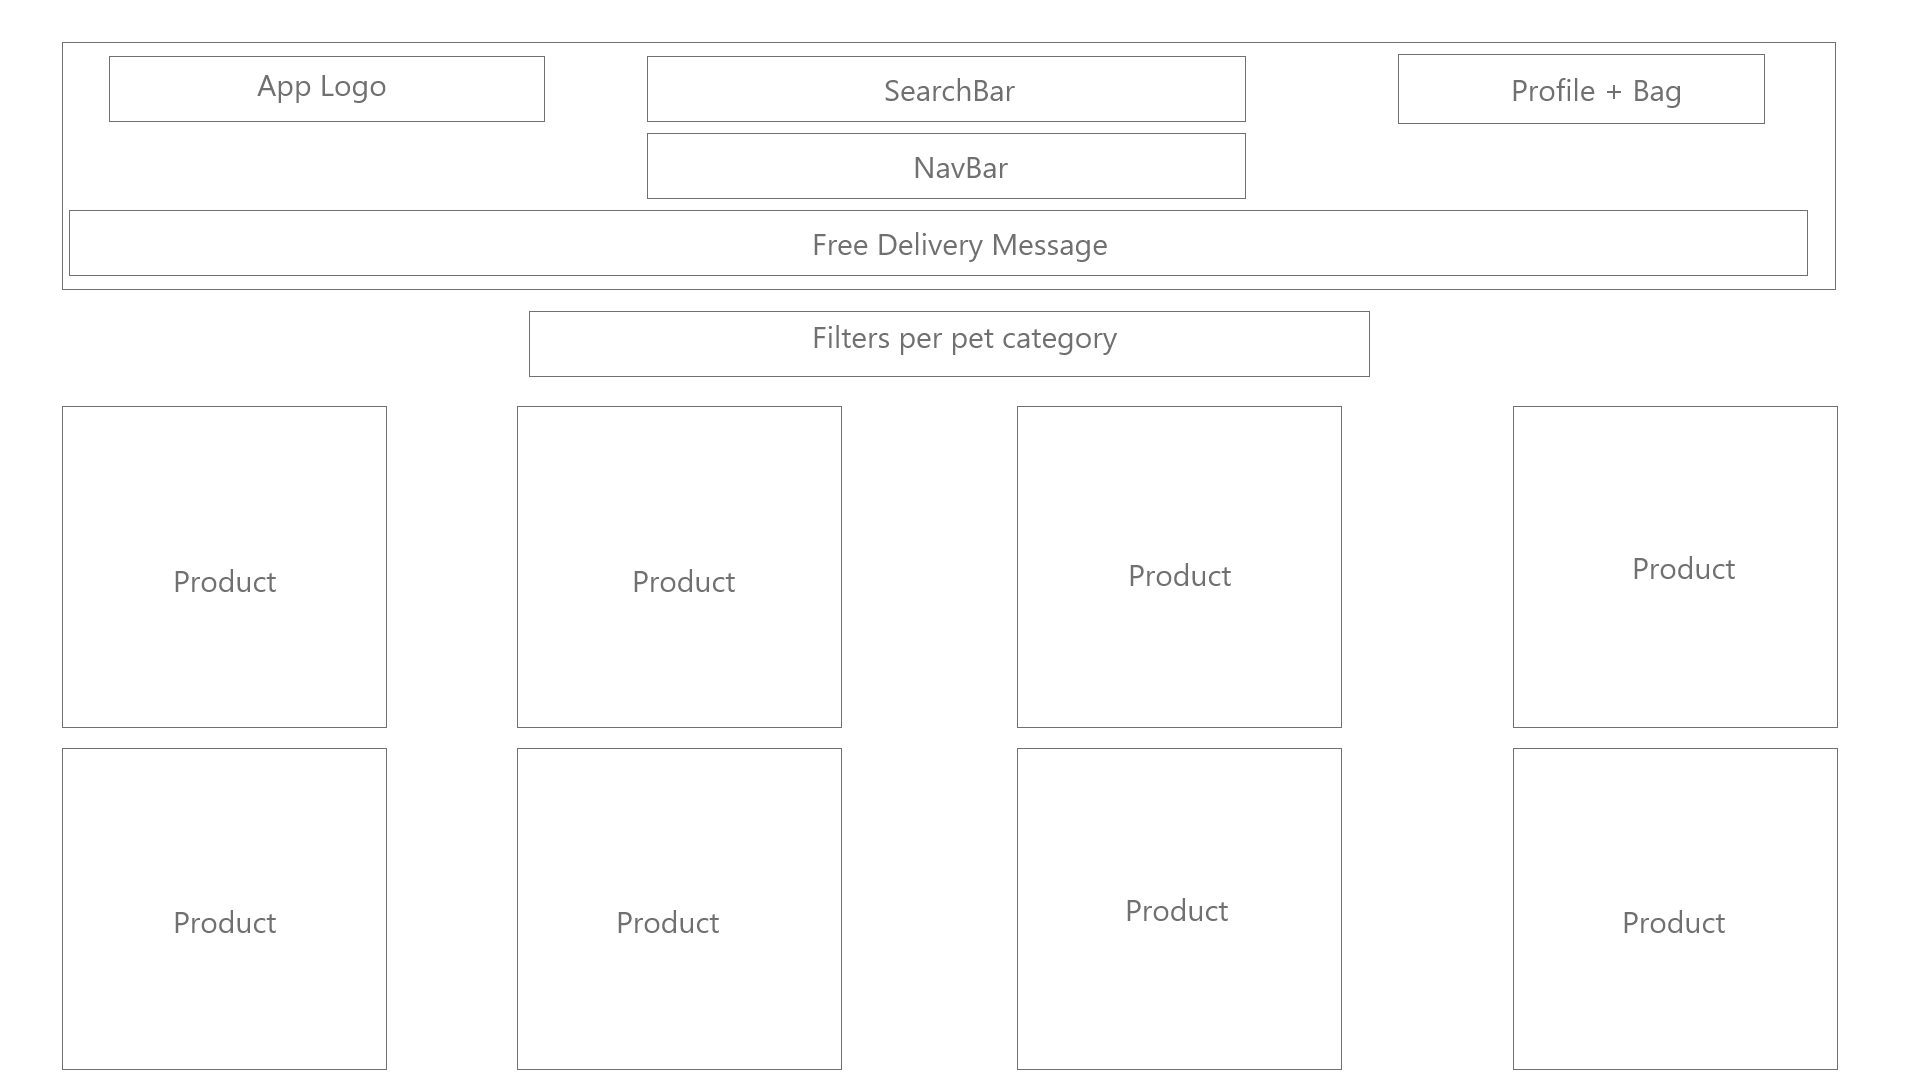 App Logo
SearchBar
Profile + Bag
NavBar
Free Delivery Message
Filters per pet category
Product
Product
Product
Product
Product
Product
Product
Product